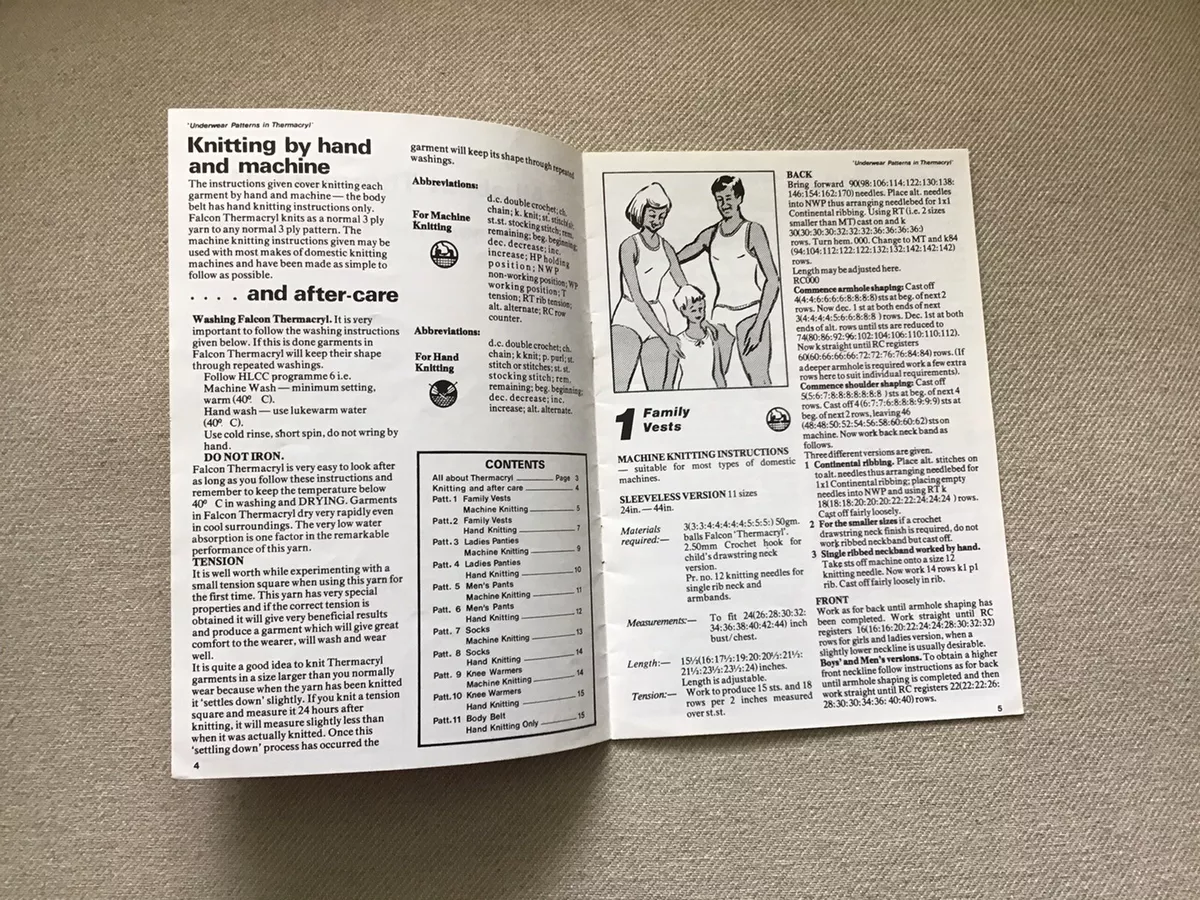 'Underwear Patterns in Thermacryl'
Knitting by hand
and machine
The instructions given cover knitting each
garment by hand and machine — the body
belt has hand knitting instructions only.
Falcon Thermacryl knits as a normal 3 ply
yarn to any normal 3 ply pattern. The
machine knitting instructions given may be
used with most makes of domestic knitting
machines and have been made as simple to
follow as possible.
. . . . and after-care
Washing Falcon Thermacryl. It is very
important to follow the washing instructions
given below. If this is done garments in
Falcon Thermacryl will keep their shape
through repeated washings.
Follow HLCC programme 6 i.e.
Machine Wash — minimum setting,
warm (40º C).
Hand wash — use lukewarm water
(40º C).
Use cold rinse, short spin, do not wring by
hand.
DO NOT IRON.
Falcon Thermacryl is very easy to look after
as long as you follow these instructions and
remember to keep the temperature below
40º C in washing and DRYING. Garments
in Falcon Thermacryl dry very rapidly even
in cool surroundings. The very low water
absorption is one factor in the remarkable
performance of this yarn.
TENSION
It is well worth while experimenting with a
small tension square when using this yarn for
the first time. This yarn has very special
properties and if the correct tension is
obtained it will give very beneficial results
and produce a garment which will give great
comfort to the wearer, will wash and wear
well.
It is quite a good idea to knit Thermacryl
garments in a size larger than you normally
wear because when the yarn has been knitted
it 'settles down' slightly. If you knit a tension
square and measure it 24 hours after
knitting, it will measure slightly less than
when it was actually knitted. Once this
'settling down' process has occurred the
4
garment will keep its shape through repeated
washings.
Abbreviations:
For Machine
Knitting
d.c. double crochet; ch.
chain; k. knit; st. stitch(es);
st.st. stocking stitch; rem.
remaining; beg. beginning;
dec. decrease; inc.
increase; HP holding
position; NWP
non-working position; WP
working position; T
tension; RT rib tension;
alt. alternate; RC row
counter.
Abbreviations:
For Hand
Knitting
d.c. double crochet; ch.
chain; k knit; p. purl; st.
stitch or stitches; st. st.
stocking stitch; rem.
remaining; beg. beginning;
dec. decrease; inc.
increase; alt. alternate.
CONTENTS
All about Thermacryl Page 3
Knitting and after care 4
Patt. 1 Family Vests
Machine Knitting 5
Patt.2 Family Vests
Hand Knitting 7
Patt. 3 Ladies Panties
Machine Knitting 9
Patt. 4 Ladies Panties
Hand Knitting 10
Patt. 5 Men's Pants
Machine Knitting 11
Patt. 6 Men's Pants
Hand Knitting 12
Patt. 7 Socks
Machine Knitting 13
Patt. 8 Socks
Hand Knitting 14
Patt. 9 Knee Warmers
Machine Knitting 14
Patt.10 Knee Warmers
Hand Knitting 15
Patt.11 Body Belt
Hand Knitting Only 15
'Underwear Patterns in Thermacryl'
1 Family
Vests
MACHINE KNITTING INSTRUCTIONS
— suitable for most types of domestic
machines.
SLEEVELESS VERSION 11 sizes
24in. — 44in.
Materials
required:—
3(3:3:4:4:4:4:4:5:5:5:) 50gm.
balls Falcon 'Thermacryl'.
2.50mm Crochet hook for
child's drawstring neck
version.
Pr. no. 12 knitting needles for
single rib neck and
armbands.
Measurements:— To fit 24(26:28:30:32:
34:36:38:40:42:44) inch
bust/chest.
Length:— 15½(16:17½:19:20:20½:21½:
21½:23½:23½:24) inches.
Length is adjustable.
Tension:— Work to produce 15 sts. and 18
rows per 2 inches measured
over st.st.
BACK
Bring forward 90(98:106:114:122:130:138:
146:154:162:170) needles. Place alt. needles
into NWP thus arranging needlebed for 1x1
Continental ribbing. Using RT (i.e. 2 sizes
smaller than MT) cast on and k
30(30:30:30:32:32:32:36:36:36:36:)
rows. Turn hem. 000. Change to MT and k84
(94:104:112:122:122:132:132:142:142:142)
rows.
Length may be adjusted here.
RC000
Commence armhole shaping: Cast off
4(4:4:6:6:6:6:8:8:8:8)sts at beg. of next 2
rows. Now dec. 1 st at both ends of next
3(4:4:4:4:5:6:6:8:8:8 ) rows. Dec. 1st at both
ends of alt. rows until sts are reduced to
74(80:86:92:96:102:104:104:110:110:112).
Now k straight until RC registers
60(60:66:66:66:72:72:76:76:84:84) rows. (If
a deeper armhole is required work a few extra
rows here to suit individual requirements).
Commence shoulder shaping: Cast off
5(5:6:7:8:8:8:8:8:8:8 ) sts at beg. of next 4
rows. Cast off 4(6:7:7:6:8:8:8:9:9:9) sts at
beg. of next 2 rows, leaving 46
(48:48:50:52:54:56:58:60:60:62)sts on
machine. Now work back neck band as
follows.
Three different versions are given.
1 Continental ribbing. Place alt. stitches on
to alt. needles thus arranging needlebed for
1x1 Continental ribbing; placing empty
needles into NWP and using RT k
18(18:18:20:20:20:22:24:24:24:24 ) rows.
Cast off fairly loosely.
2 For the smaller sizes if a crochet
drawstring neck finish is required, do not
work ribbed neckband but cast off.
3 Single ribbed neckband worked by hand.
Take sts off machine onto a size 12
knitting needle. Now work 14 rows k1 p1
rib. Cast off fairly loosely in rib.
FRONT
Work as for back until armhole shaping has
been completed. Work straight until RC
registers 16(16:16:20:22:24:24:28:30:32:32)
rows for girls and ladies version, when a
slightly lower neckline is usually desirable.
Boys' and Men's versions. To obtain a higher
front neckline follow instructions as for back
until armhole shaping is completed and then
work straight until RC registers 22(22:22:26:
28:30:30:34:36: 40:40) rows.
5